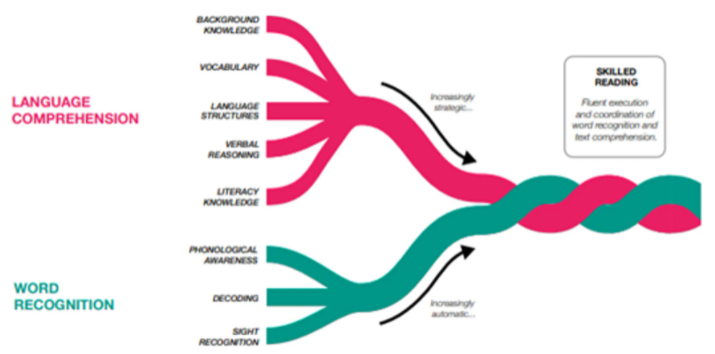 BACKGROUND
KNOWLEDGE
VOCABULARY
LANGUAGE
STRUCTURES
VERBAL
REASONING
LITERACY
KNOWLEDGE
LANGUAGE
COMPREHENSION
PHONOLOGICAL
AWARENESS
DECODING
SIGHT
RECOGNITION
WORD
RECOGNITION
Increasingly
strategic...
Increasingly
automatic...
SKILLED
READING
Fluent execution
and coordination of
word recognition and
text comprehension.